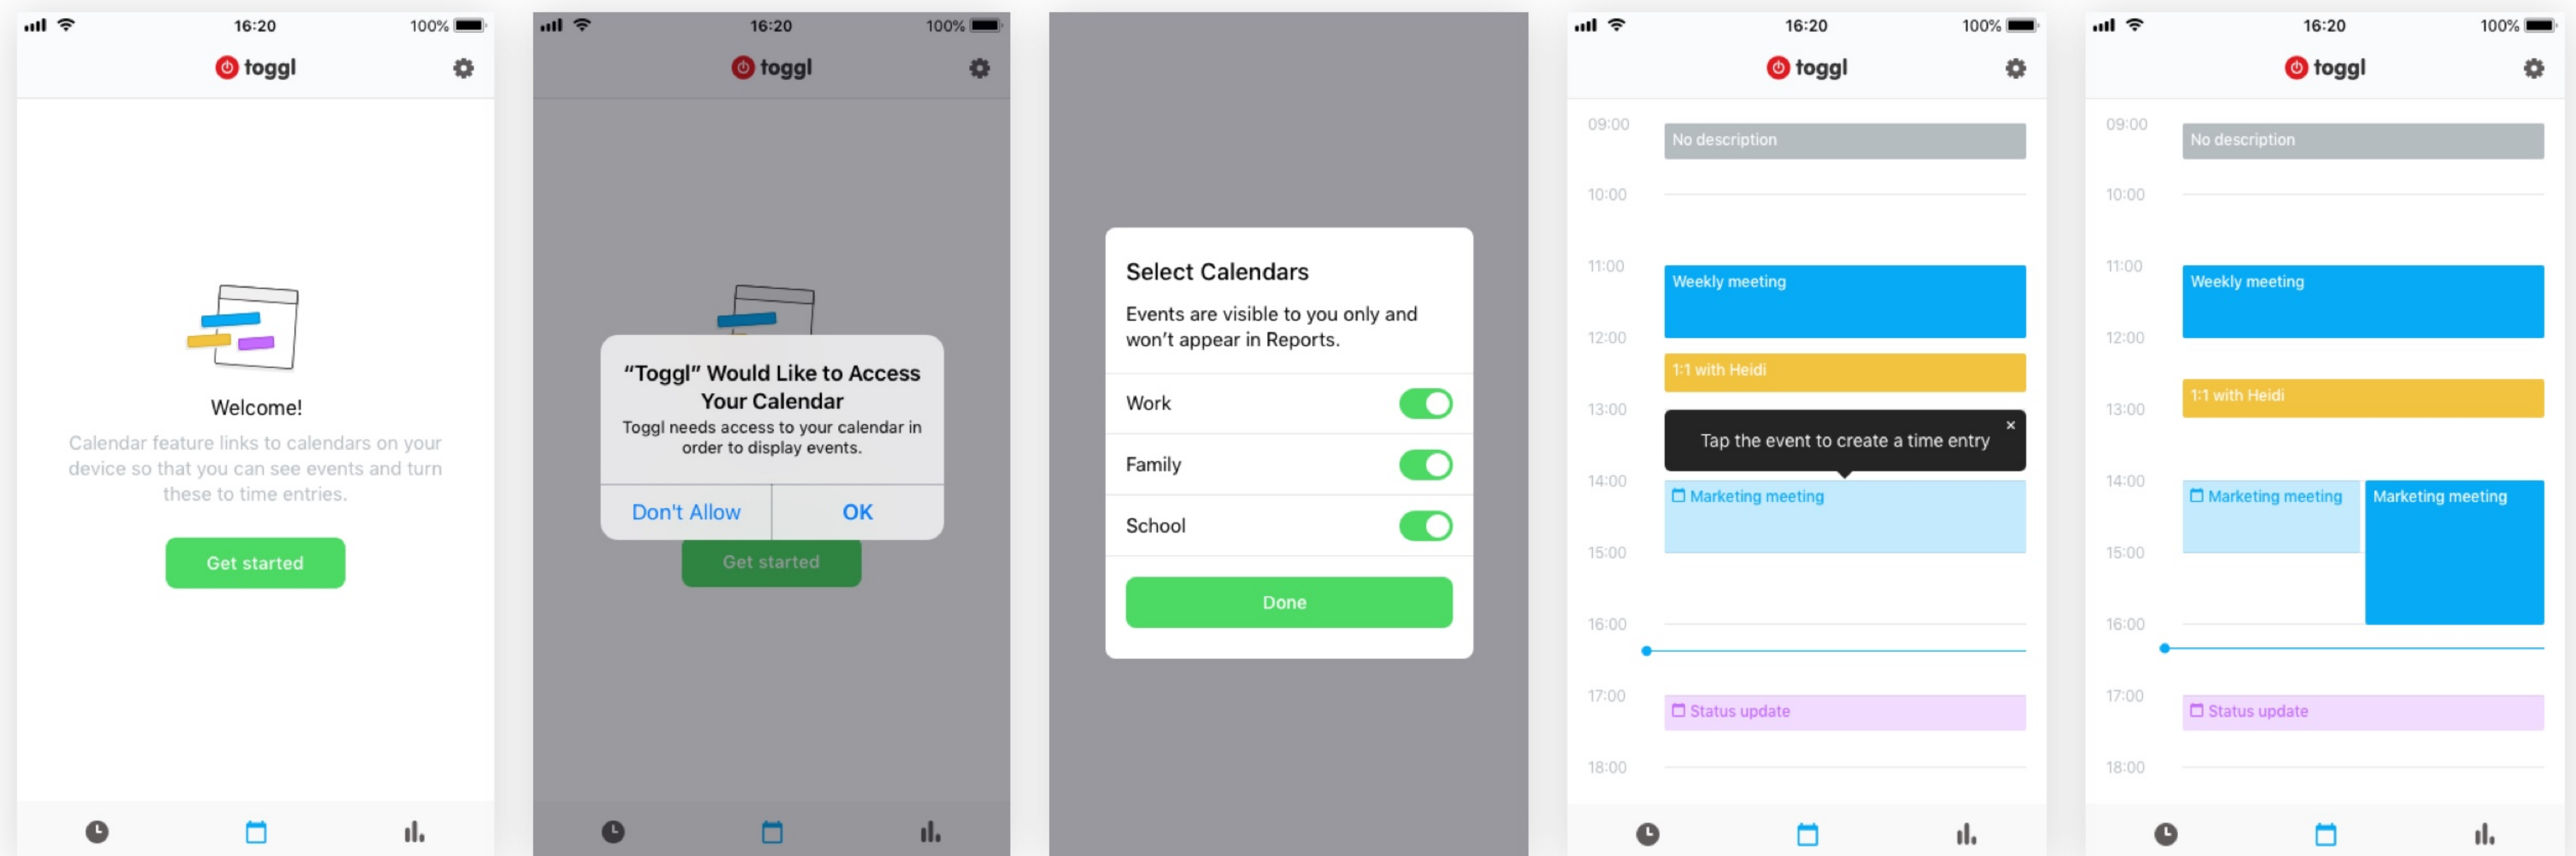 16:20
100%
toggl
Welcome!
Calendar feature links to calendars on your
device so that you can see events and turn
these to time entries.
Get started
16:20
100%
toggl
“Toggl” Would Like to Access
Your Calendar
Toggl needs access to your calendar in
order to display events.
Don't Allow
OK
Get started
Select Calendars
Events are visible to you only and
won’t appear in Reports.
Work
Family
School
Done
16:20
100%
toggl
09:00
No description
10:00
11:00
Weekly meeting
12:00
1:1 with Heidi
13:00
Tap the event to create a time entry
14:00
Marketing meeting
15:00
16:00
17:00
Status update
18:00
16:20
100%
toggl
09:00
No description
10:00
11:00
Weekly meeting
12:00
1:1 with Heidi
13:00
14:00
Marketing meeting
Marketing meeting
15:00
16:00
17:00
Status update
18:00